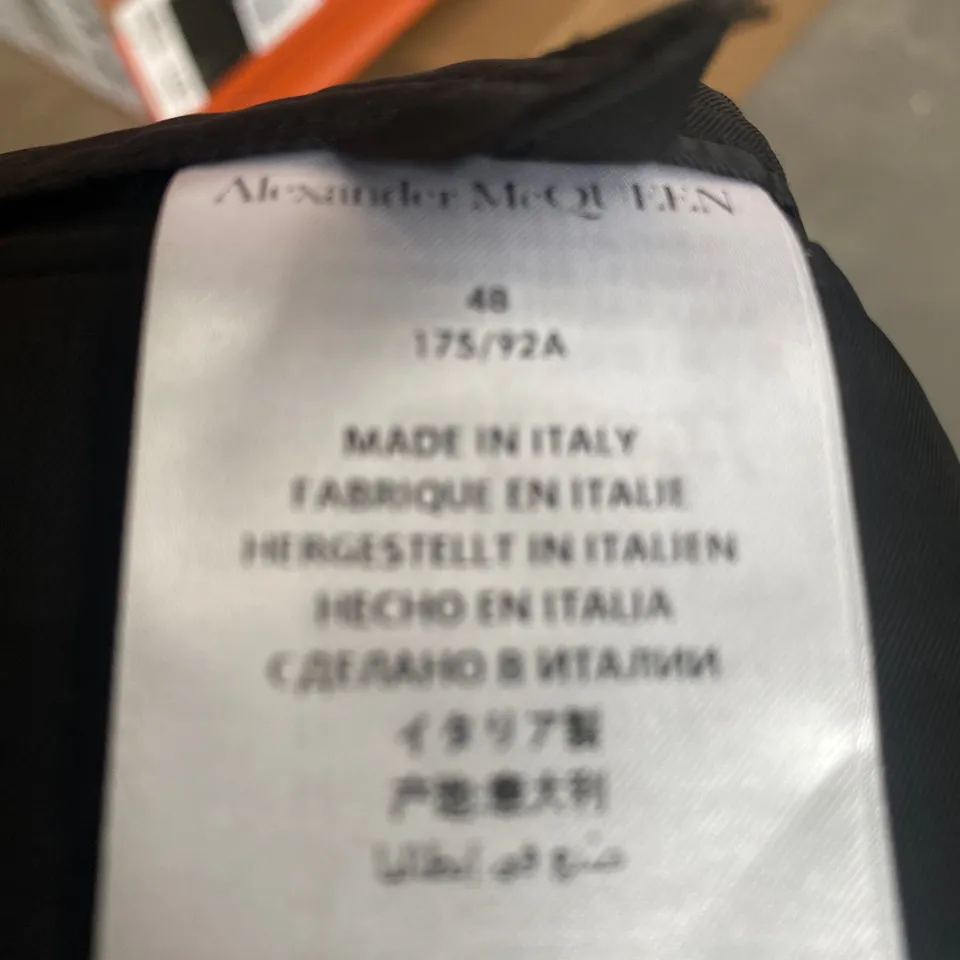 Alexander McQUEEN
48
175/92A
MADE IN ITALY
FABRIQUE EN ITALIE
HERGESTELLT IN ITALIEN
HECHO EN ITALIA
СДЕЛАНО В ИТАЛИИ
イタリア製
产地:意大利
صنع في إيطاليا